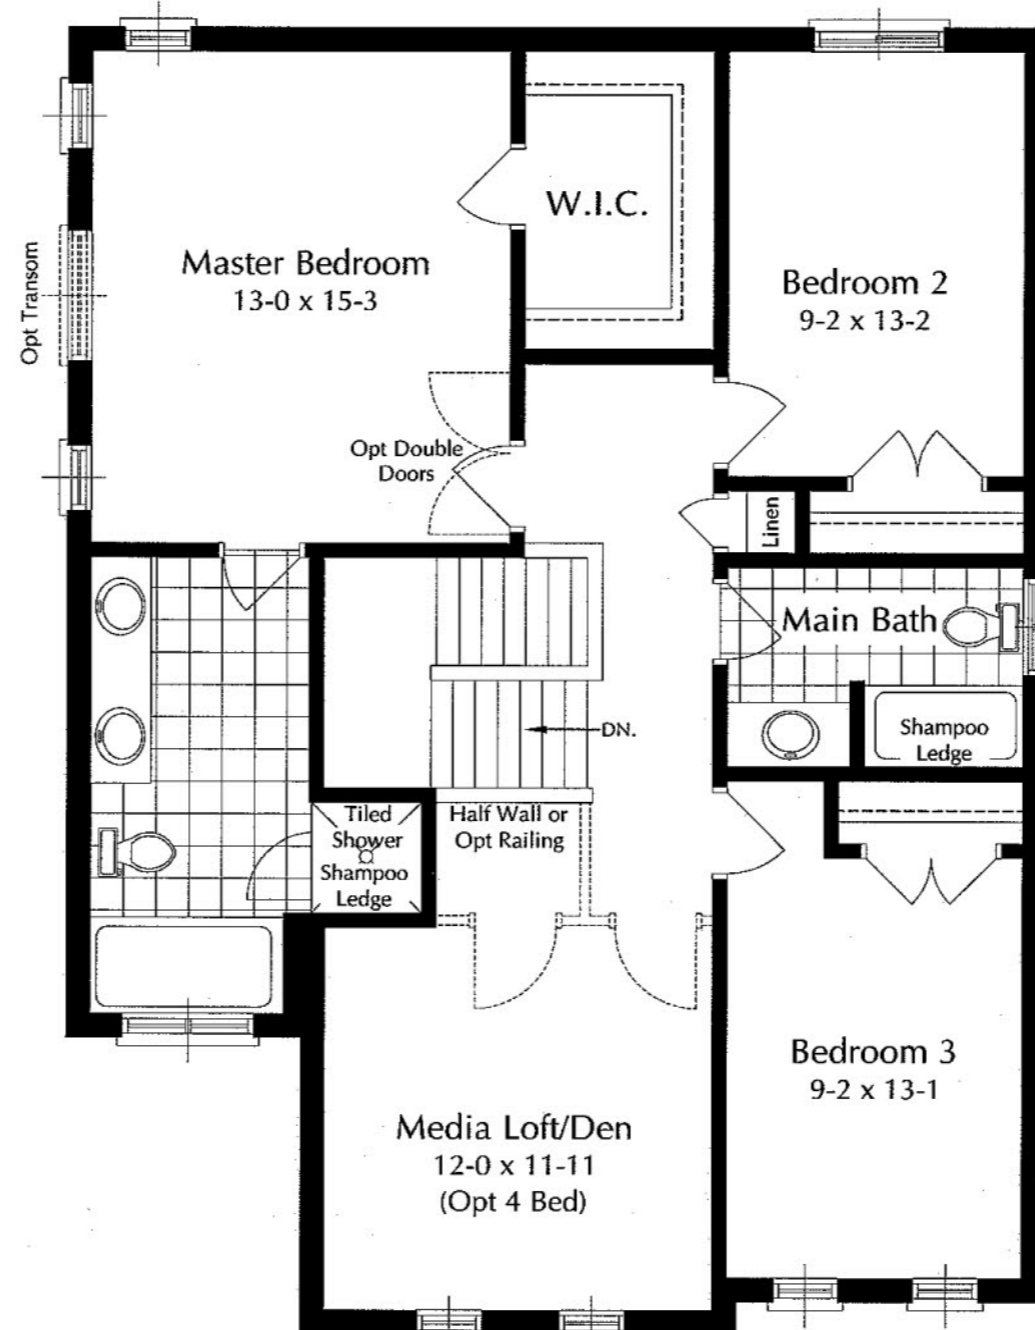 W.I.C.
Master Bedroom
13-0 x 15-3
Opt Transom
Bedroom 2
9-2 x 13-2
Opt Double
Doors
Linen
Main Bath
DN.
Shampoo
Ledge
Tiled
Shower
Shampoo
Ledge
Half Wall or
Opt Railing
Bedroom 3
9-2 x 13-1
Media Loft/Den
12-0 x 11-11
(Opt 4 Bed)